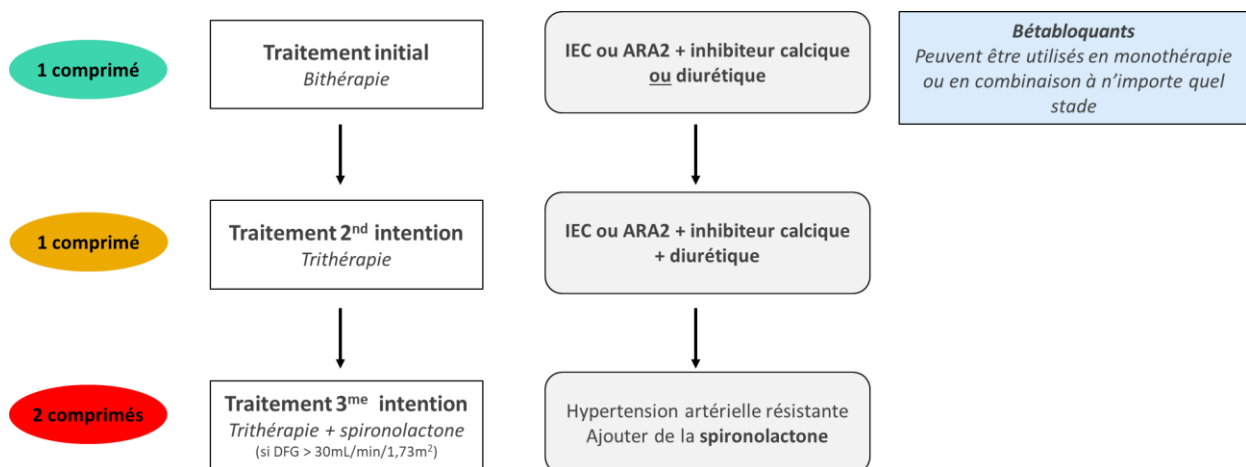 1 comprimé
Traitement initial
Bithérapie
IEC ou ARA2 + inhibiteur calcique
ou diurétique
Bétabloquants
Peuvent être utilisés en monothérapie
ou en combinaison à n’importe quel
stade
1 comprimé
Traitement 2nd intention
Trithérapie
IEC ou ARA2 + inhibiteur calcique
+ diurétique
2 comprimés
Traitement 3me intention
Trithérapie + spironolactone
(si DFG > 30mL/min/1,73m2)
Hypertension artérielle résistante
Ajouter de la spironolactone